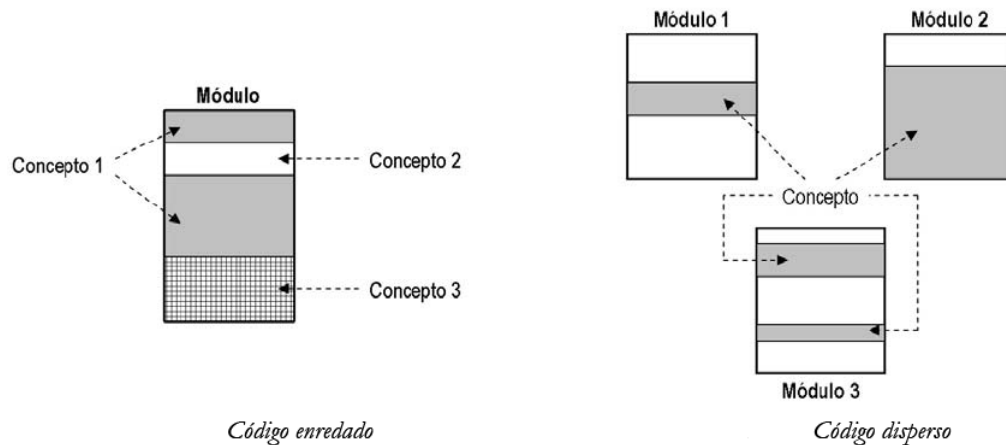 Módulo
Concepto 1
Concepto 2
Concepto 3
Código enredado
Módulo 1
Módulo 2
Concepto
Módulo 3
Código disperso